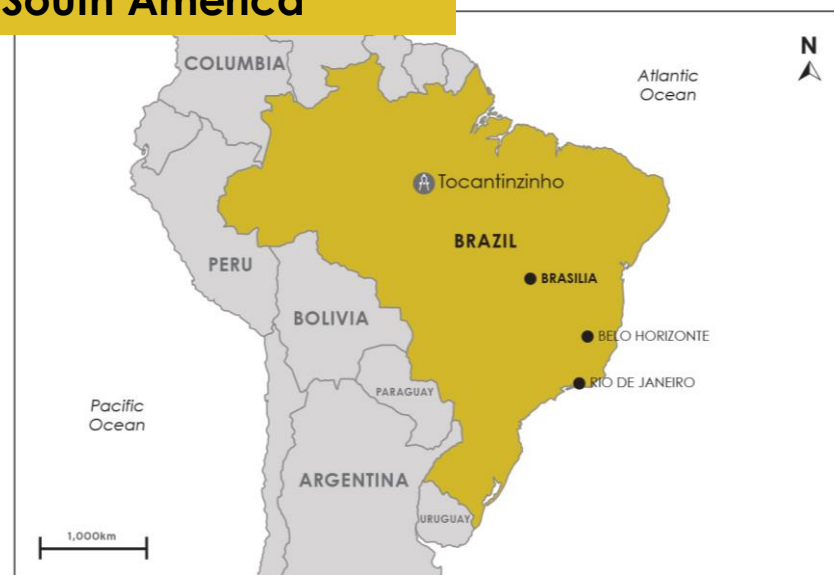 South America
COLUMBIA
N
Atlantic
Ocean
Tocantinzinho
BRAZIL
PERU
BRASILIA
BOLIVIA
BELO HORIZONTE
PARAGUAY
RIO DE JANEIRO
Pacific
Ocean
ARGENTINA
URUGUAY
1,000km